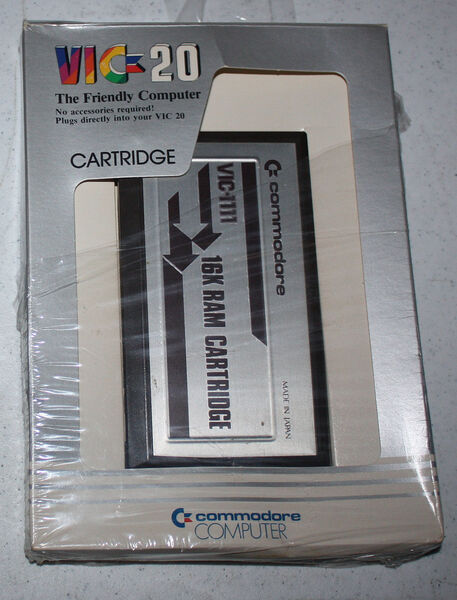 VIC 20
The Friendly Computer
No accessories required!
Plugs directly into your VIC 20
CARTRIDGE
commodore
VIC-1111
16K RAM CARTRIDGE
MADE IN JAPAN
commodore
COMPUTER